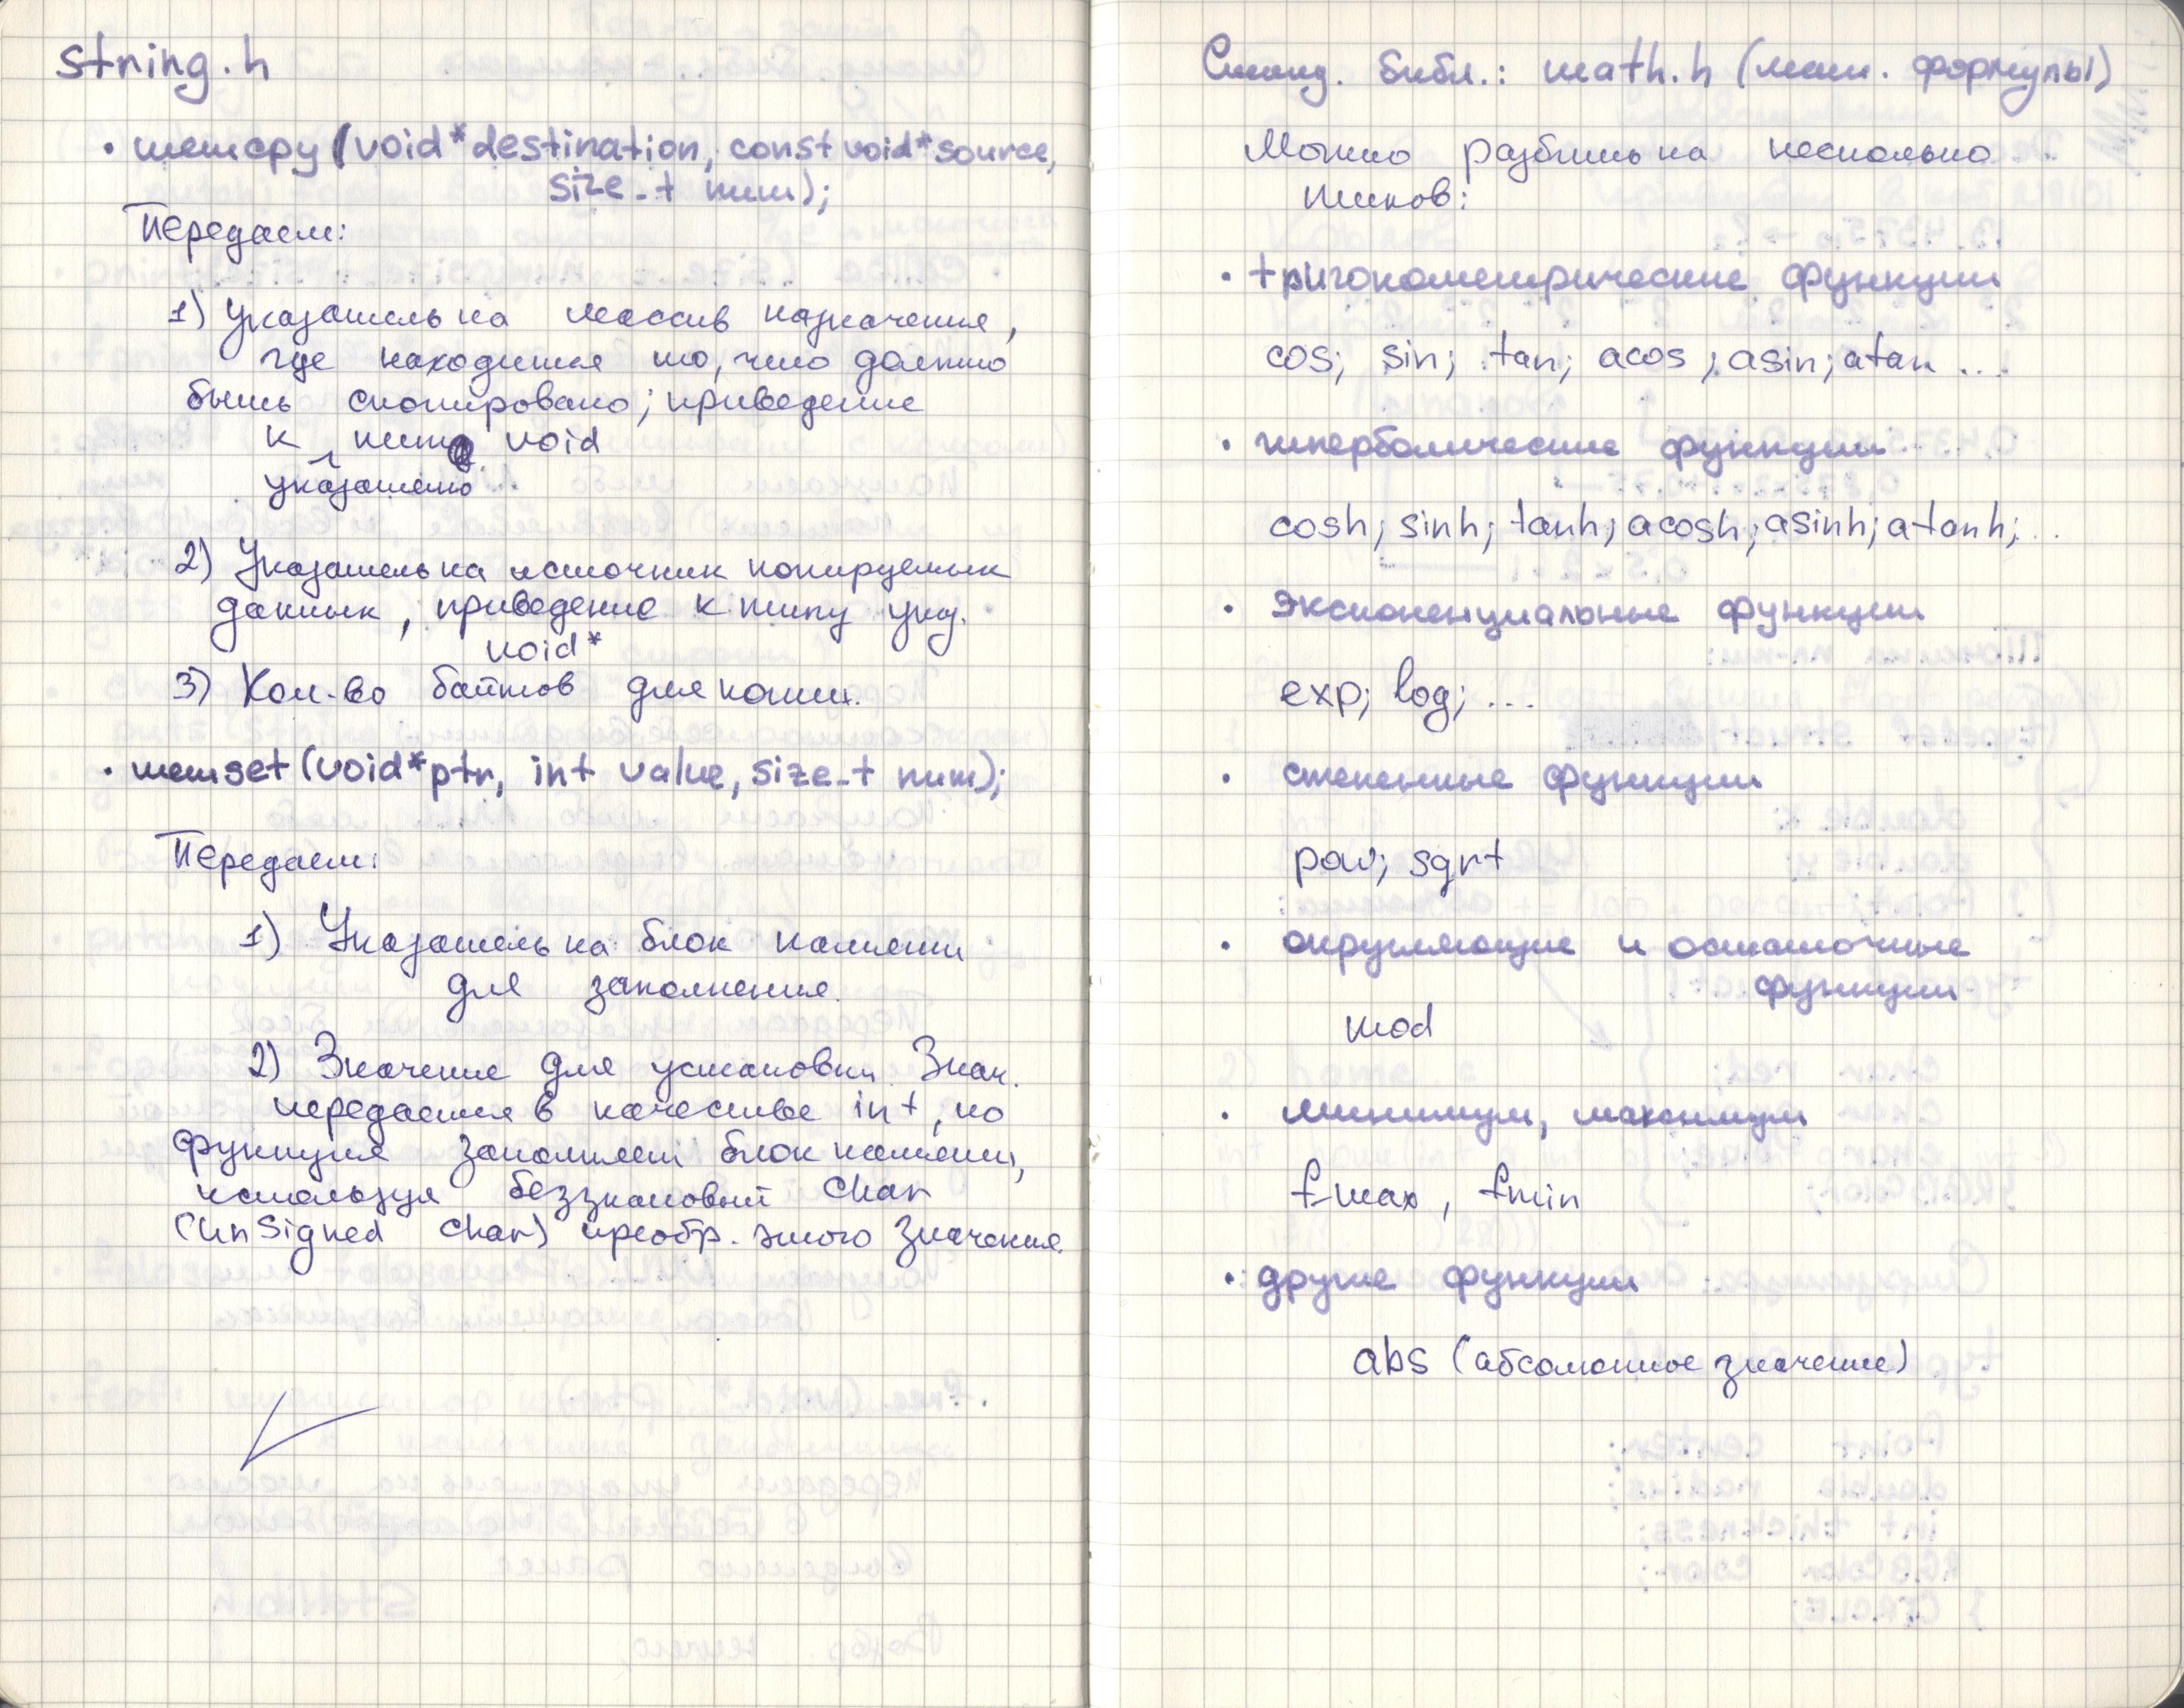 string.h
• memcpy (void* destination, const void* source,
size_t num);
Передаем:
1) Указатель на массив назначения,
где находится то, что должно
быть скопировано; приведение
к типу void
указателю
2) Указатель на источник копируемых
данных, приведение к типу указ.
void*
3) Кол-во байтов для копии.
• memset (void* ptr, int value, size_t num);
Передаем:
1) Указатель на блок памяти
для заполнения.
2) Значение для установки. Знач.
передается в качестве int, но
функция заполняет блок памяти,
используя беззнаковый char
(unsigned char) преобр. этого значения.
Станд. библ.: math.h (мат. формулы)
Можно разбить на несколько
типов:
• тригонометрические функции
cos; sin; tan; acos; asin; atan ...
• гиперболические функции
cosh; sinh; tanh; acosh; asinh; atanh; ...
• экспоненциальные функции
exp; log; ...
• степенные функции
pow; sqrt
• округляющие и остаточные
функции
mod
• минимум, максимум
fmax, fmin
• другие функции
abs (абсолютное значение)